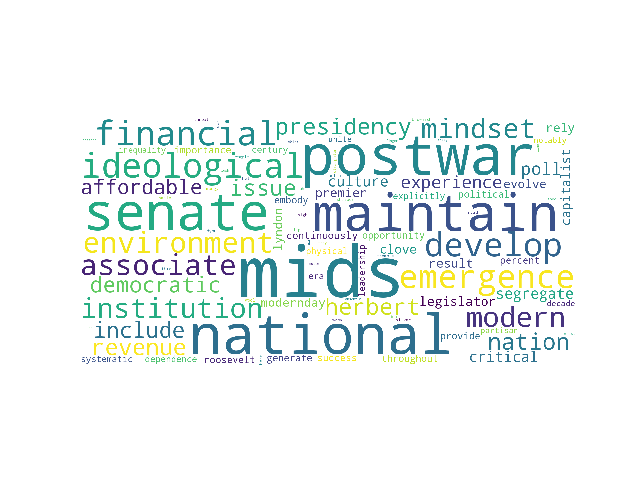 financial presidency mindset rely
inequality importance century unite notably
ideological postwar poll capitalist
affordable issue culture experience evolve
premier explicitly political
senate embody maintain
environment lyndon continuously opportunity develop
associate mids physical clove result percent
era leadership emergence
democratic modernday herbert legislator segregate
institution decade
include national partisan modern
revenue provide nation
systematic dependence roosevelt generate success throughout critical